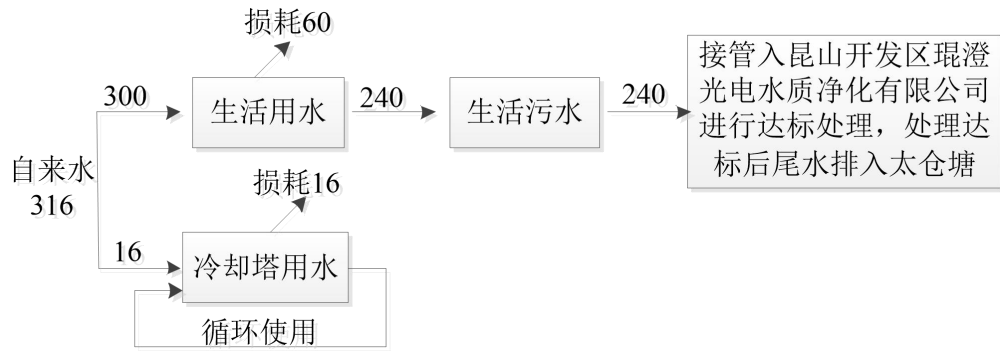 损耗60
300
生活用水
240
生活污水
240
接管入昆山开发区琨澄
光电水质净化有限公司
进行达标处理，处理达
标后尾水排入太仓塘
自来水
316
损耗16
16
冷却塔用水
循环使用